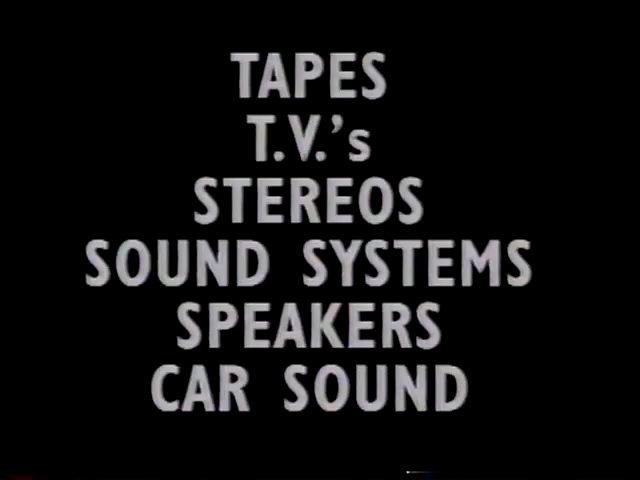 TAPES
T.V.'s
STEREOS
SOUND SYSTEMS
SPEAKERS
CAR SOUND